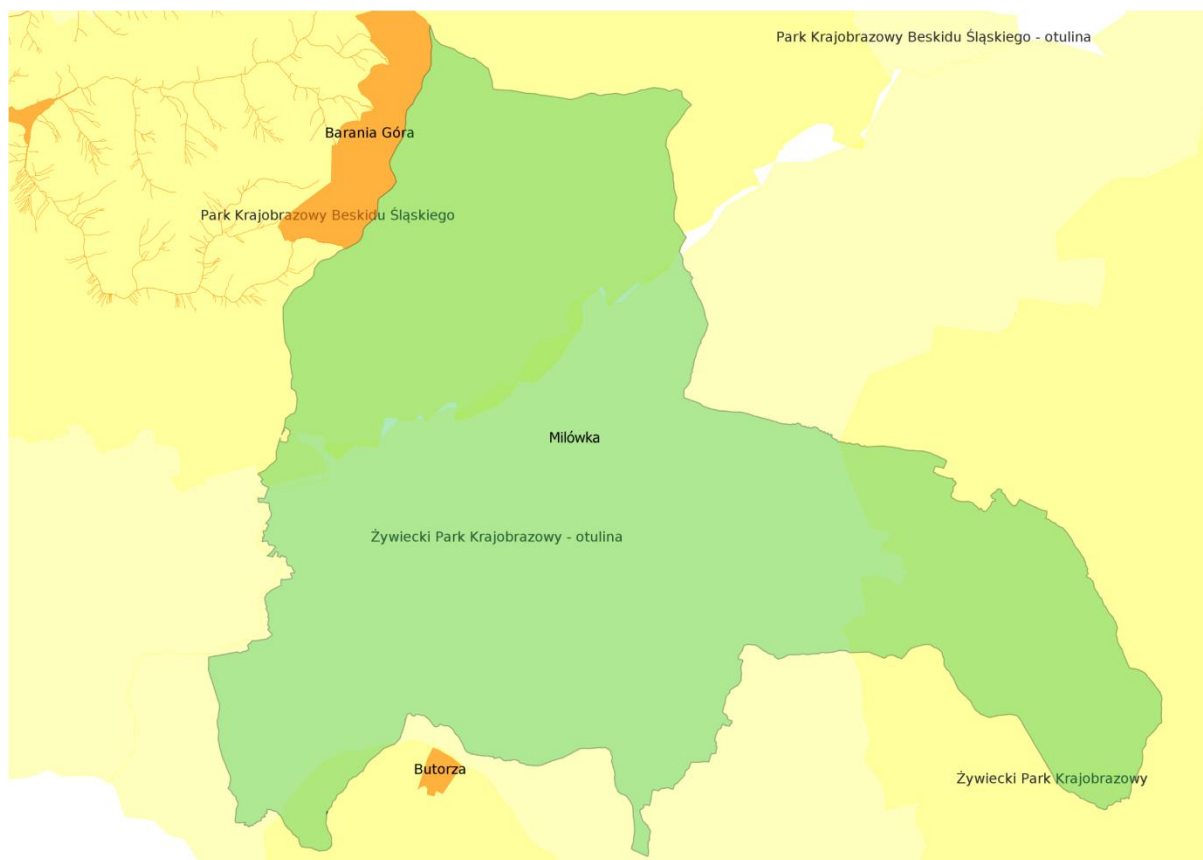 Park Krajobrazowy Beskidu Śląskiego - otulina
Barania Góra
Park Krajobrazowy Beskidu Śląskiego
Milówka
Żywiecki Park Krajobrazowy - otulina
Butorza
Żywiecki Park Krajobrazowy